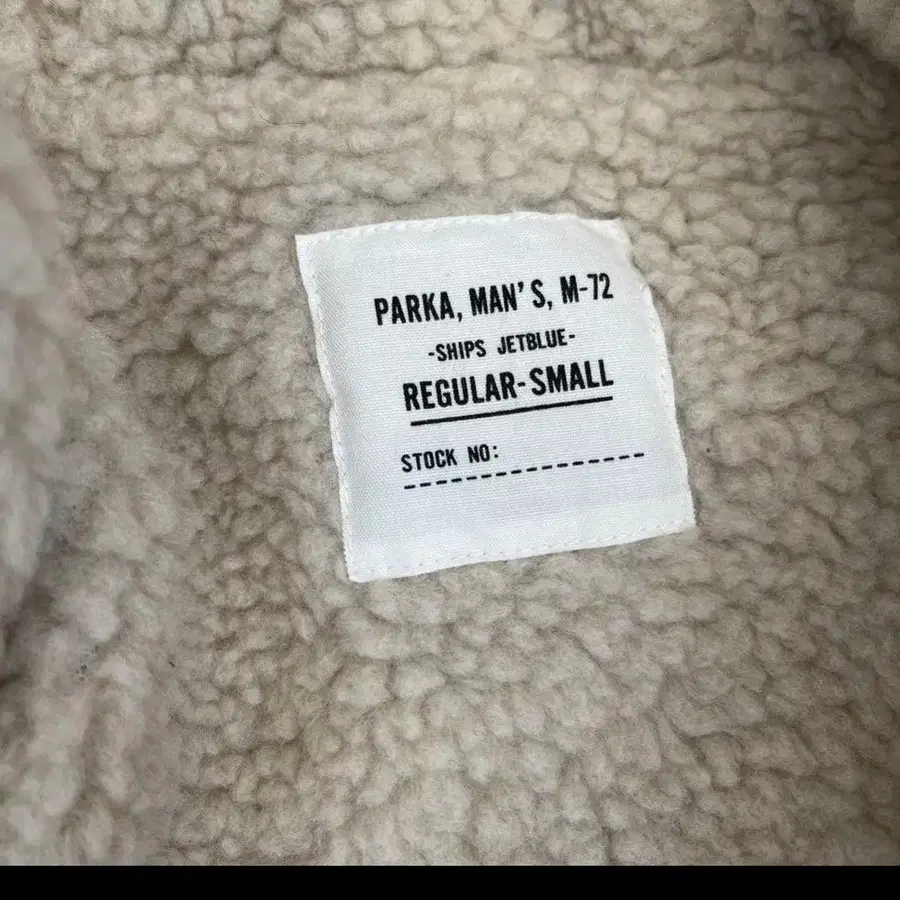 PARKA, MAN'S, M-72
-SHIPS JETBLUE-
REGULAR-SMALL
STOCK NO: